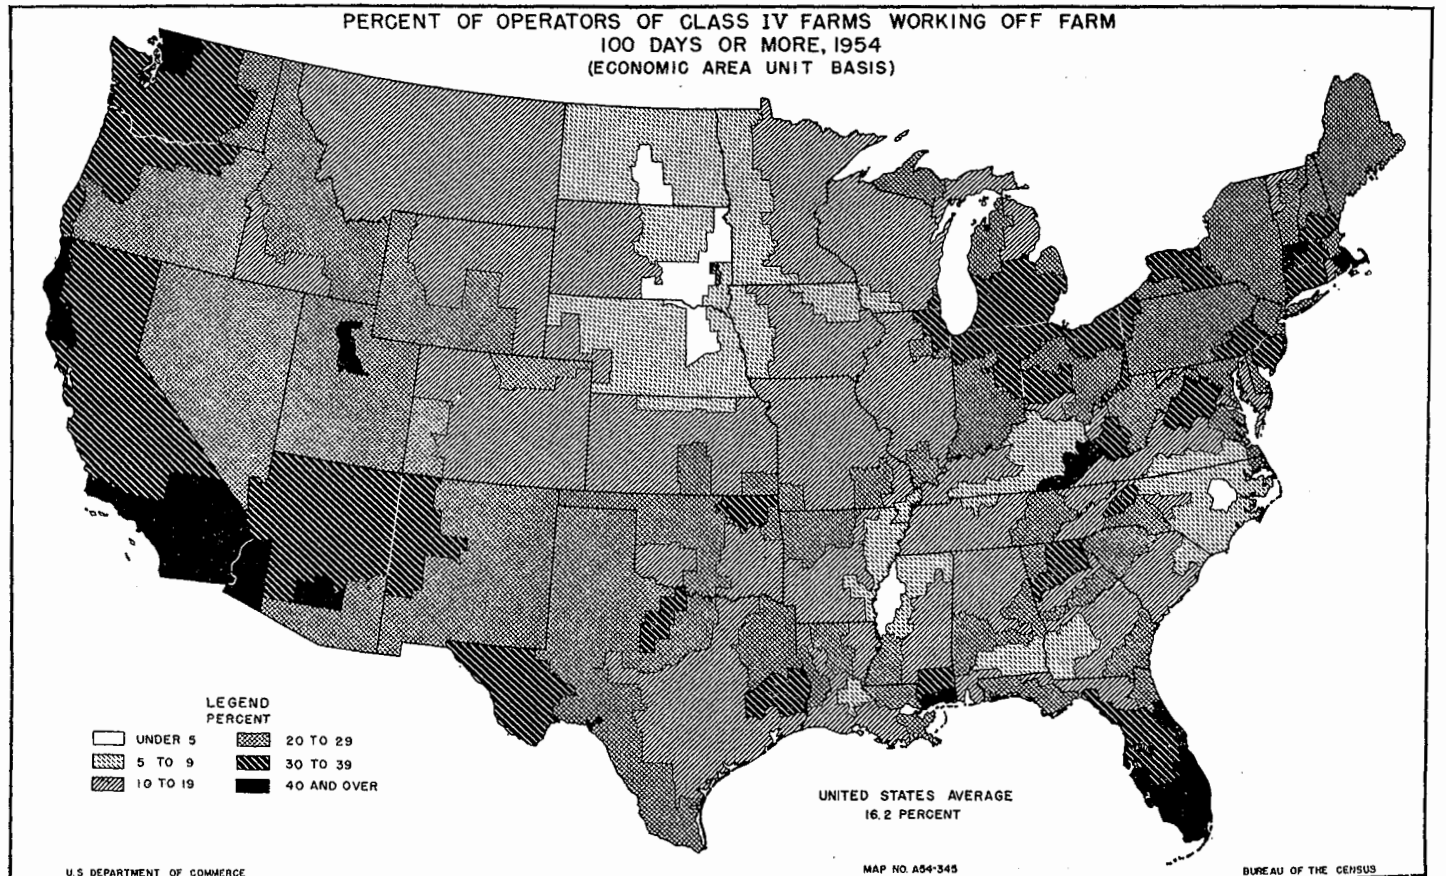 PERCENT OF OPERATORS OF CLASS IV FARMS WORKING OFF FARM
100 DAYS OR MORE, 1954
(ECONOMIC AREA UNIT BASIS)
LEGEND
PERCENT
UNDER 5
5 TO 9
10 TO 19
20 TO 29
30 TO 39
40 AND OVER
UNITED STATES AVERAGE
16.2 PERCENT
U.S DEPARTMENT OF COMMERCE
MAP NO. A54-345
BUREAU OF THE CENSUS